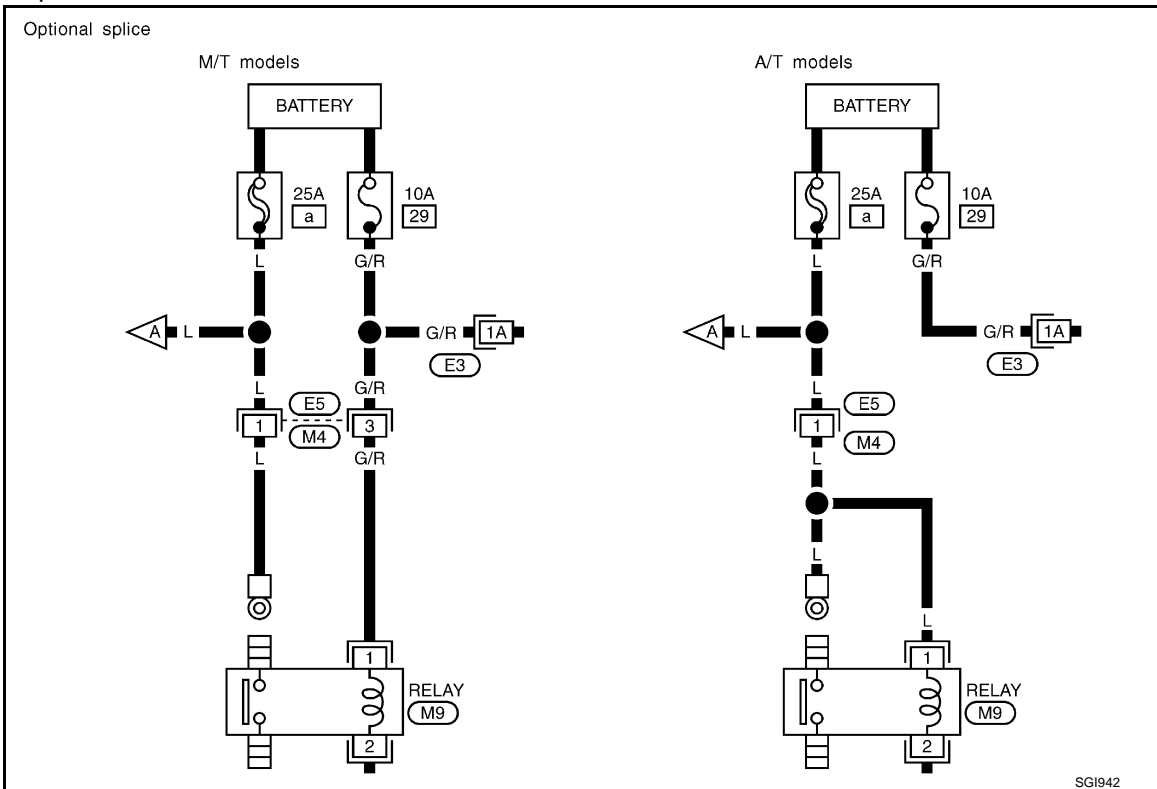 Optional splice
M/T models
BATTERY
25A
a
10A
29
L
G/R
A
L
G/R
1A
E3
L
G/R
E5
1
3
M4
L
G/R
1
RELAY
M9
2
A/T models
BATTERY
25A
a
10A
29
L
G/R
A
L
G/R
1A
E3
L
E5
1
M4
L
L
L
1
RELAY
M9
2
SGI942